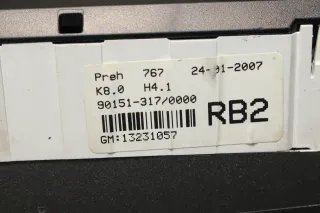 Preh 767 24-01-2007
K8.0 H4.1
90151-317/0000
RB2
GM:13231057